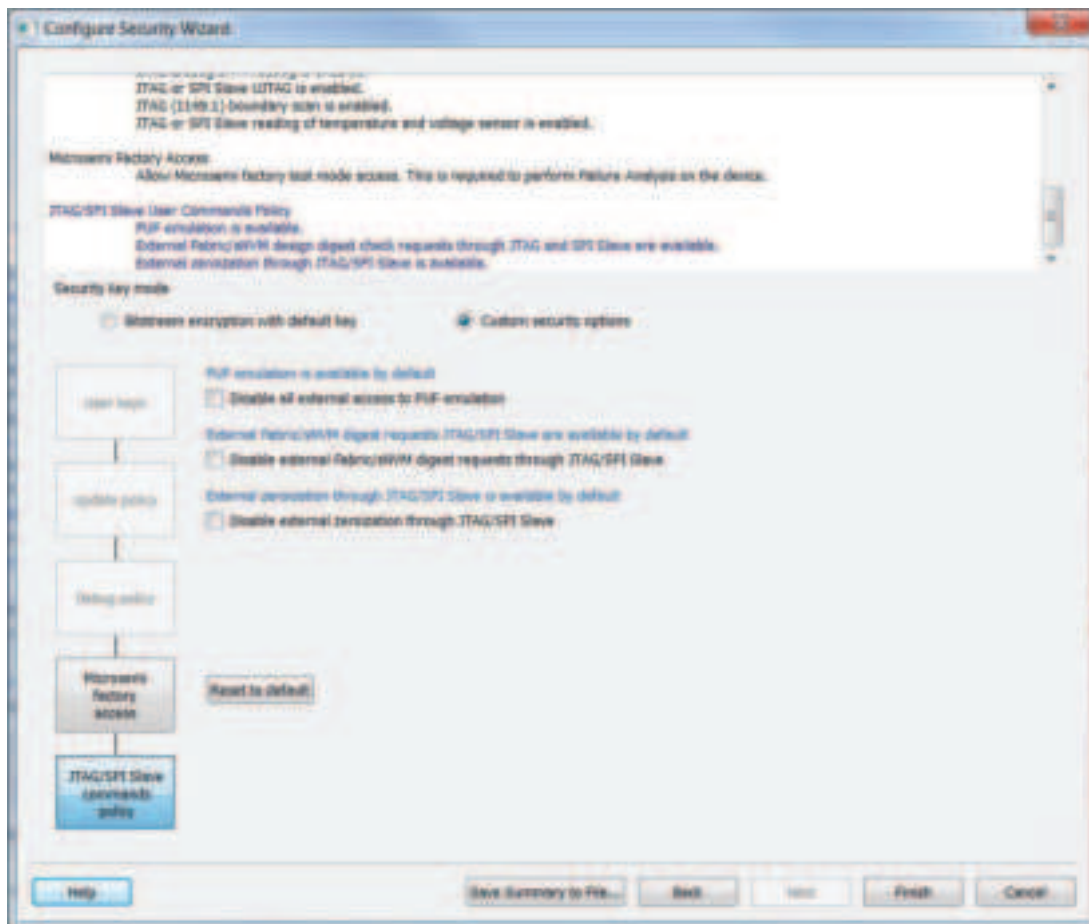 Configure Security Wizard
JTAG or SPI Slave UJTAG is enabled.
JTAG (1149.1) boundary scan is enabled.
JTAG or SPI Slave reading of temperature and voltage sensor is enabled.
Microsemi Factory Access
Allow Microsemi factory test mode access. This is required to perform Failure Analysis on the device.
JTAG/SPI Slave User Commands Policy
PUF emulation is available.
External Fabric/eNVM design digest check requests through JTAG and SPI Slave are available.
External zeroization through JTAG/SPI Slave is available.
Security key mode
Bitstream encryption with default key
Custom security options
User keys
PUF emulation is available by default
Disable all external access to PUF emulation
External Fabric/eNVM digest requests JTAG/SPI Slave are available by default
Disable external Fabric/eNVM digest requests through JTAG/SPI Slave
Update policy
External zeroization through JTAG/SPI Slave is available by default
Disable external zeroization through JTAG/SPI Slave
Debug policy
Microsemi
factory
access
Reset to default
JTAG/SPI Slave
commands
policy
Help
Save Summary to File...
Back
Next
Finish
Cancel